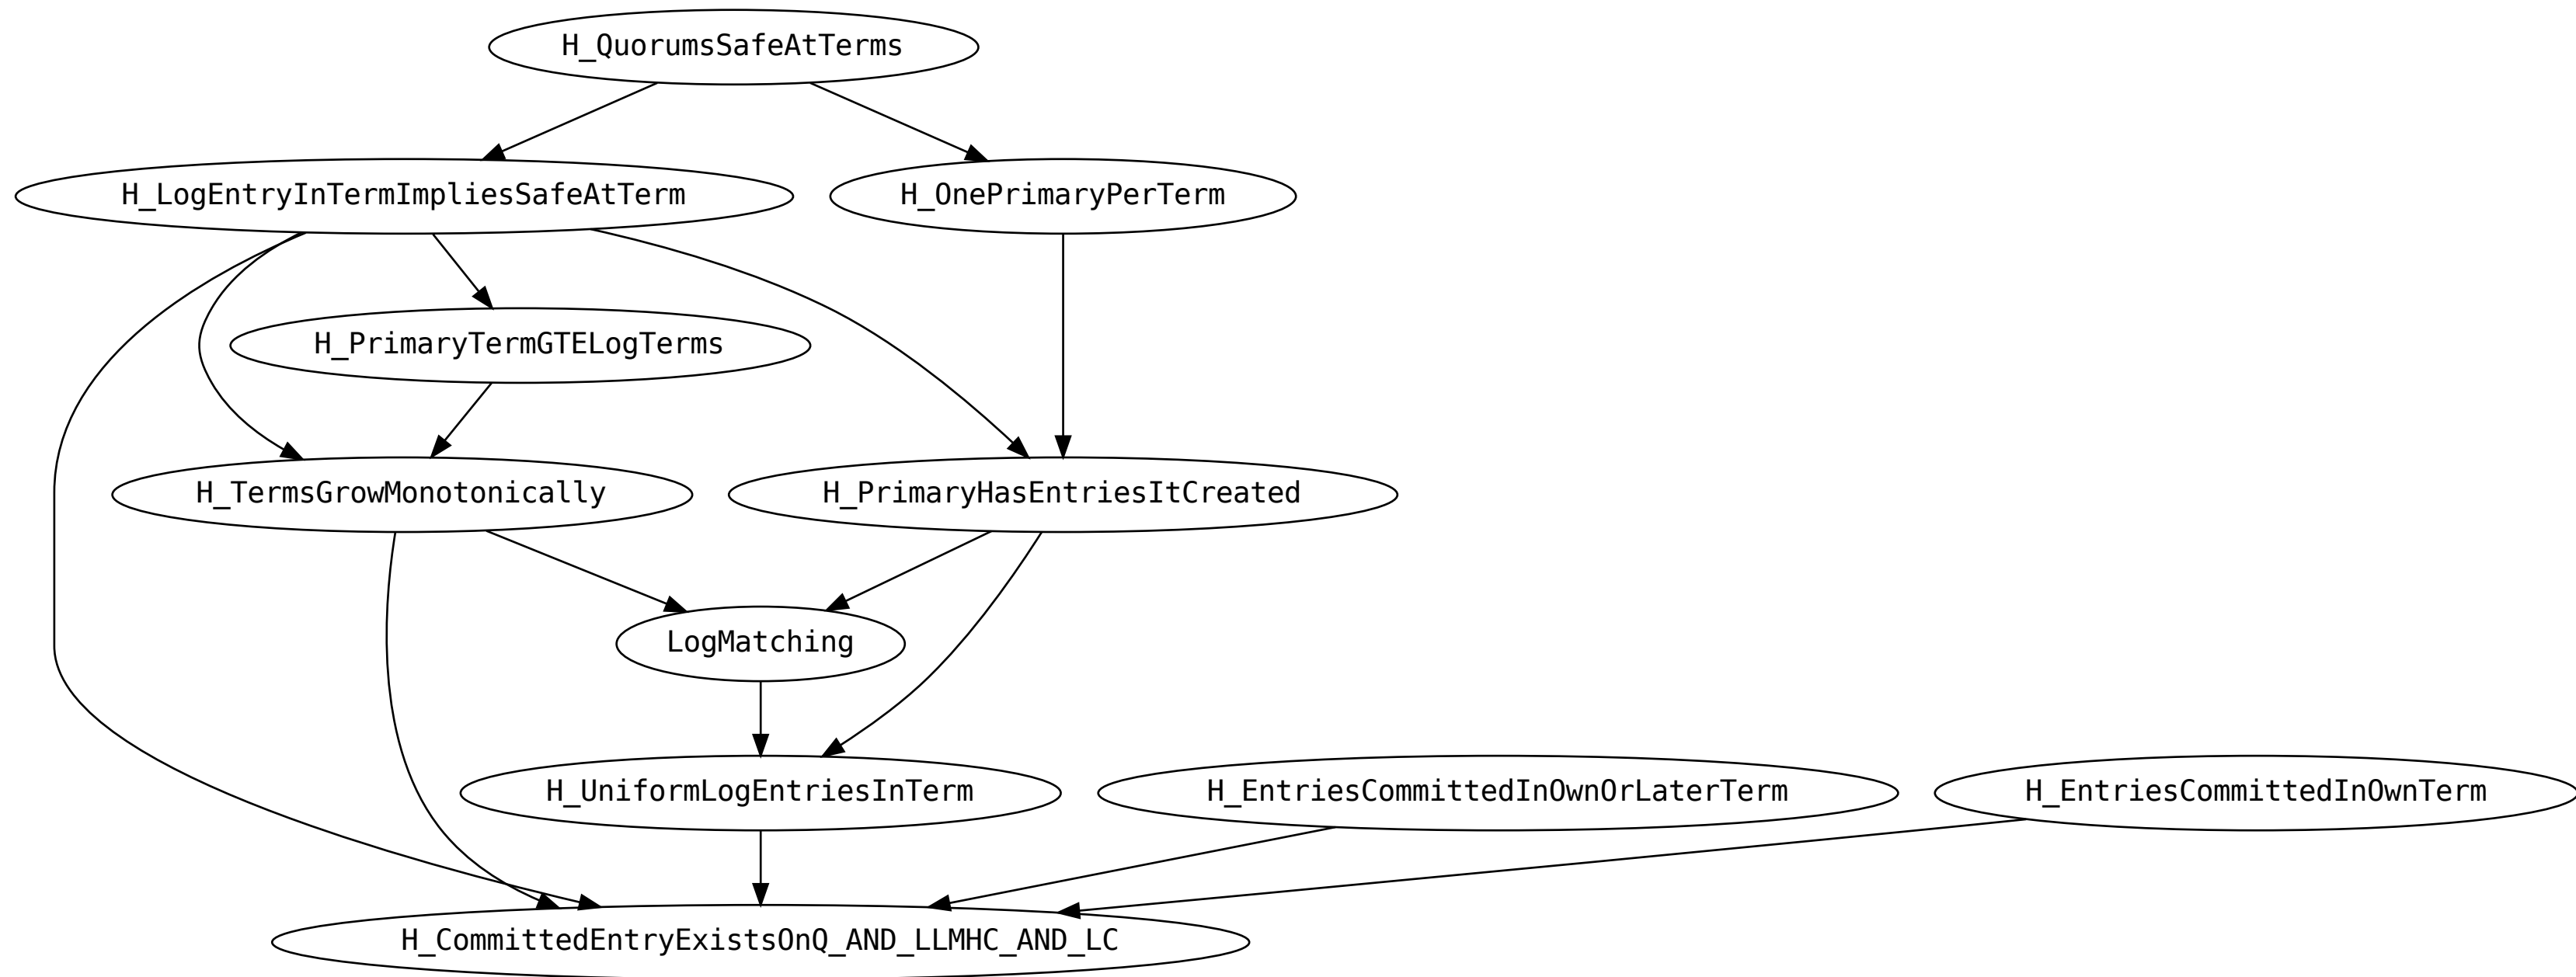 H_QuorumsSafeAtTerms
H_LogEntryInTermImpliesSafeAtTerm
H_OnePrimaryPerTerm
H_PrimaryTermGTELogTerms
H_TermsGrowMonotonically
H_PrimaryHasEntriesItCreated
LogMatching
H_UniformLogEntriesInTerm
H_EntriesCommittedInOwnOrLaterTerm
H_EntriesCommittedInOwnTerm
H_CommittedEntryExistsOnQ_AND_LLMHC_AND_LC